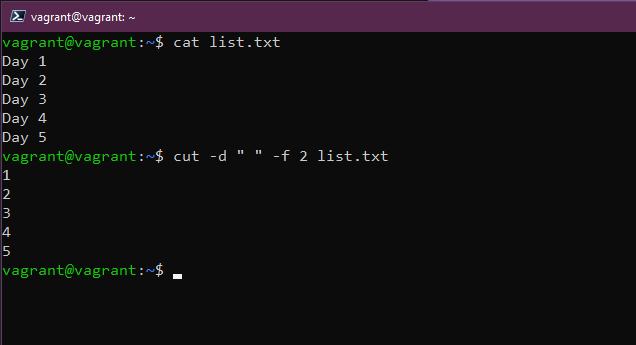 vagrant@vagrant: ~
vagrant@vagrant:~$ cat list.txt
Day 1
Day 2
Day 3
Day 4
Day 5
vagrant@vagrant:~$ cut -d " " -f 2 list.txt
1
2
3
4
5
vagrant@vagrant:~$